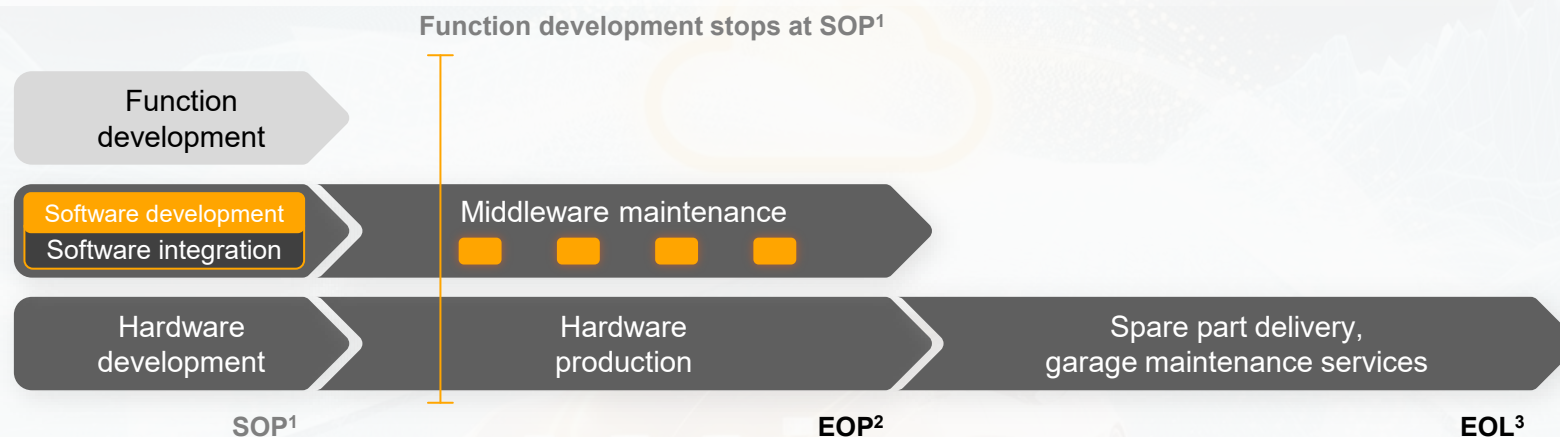 Function development stops at SOP¹
Function
development
Software development
Software integration
Middleware maintenance
Hardware
development
Hardware
production
Spare part delivery,
garage maintenance services
SOP¹
EOP²
EOL³